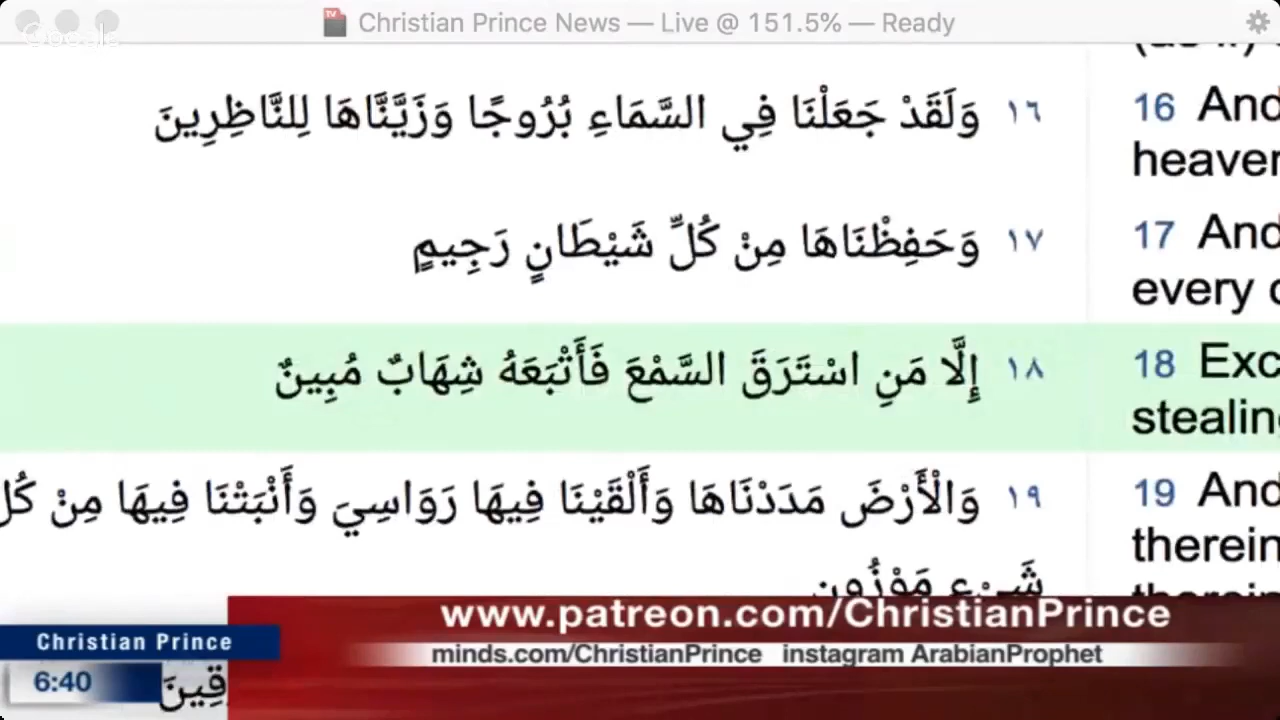 Christian Prince News — Live @ 151.5% — Ready
١٦ وَلَقَدْ جَعَلْنَا فِي السَّمَاءِ بُرُوجًا وَزَيَّنَّاهَا لِلنَّاظِرِينَ
16 And
heaven
١٧ وَحَفِظْنَاهَا مِنْ كُلِّ شَيْطَانٍ رَجِيمٍ
17 And
every
١٨ إِلَّا مَنِ اسْتَرَقَ السَّمْعَ فَأَتْبَعَهُ شِهَابٌ مُبِينٌ
18 Exc
stealing
١٩ وَالْأَرْضَ مَدَدْنَاهَا وَأَلْقَيْنَا فِيهَا رَوَاسِيَ وَأَنْبَتْنَا فِيهَا مِنْ كُلِّ
19 And
therein
شَيْءٍ مَوْزُونٍ
www.patreon.com/ChristianPrince
Christian Prince
minds.com/ChristianPrince instagram ArabianProphet
6:40